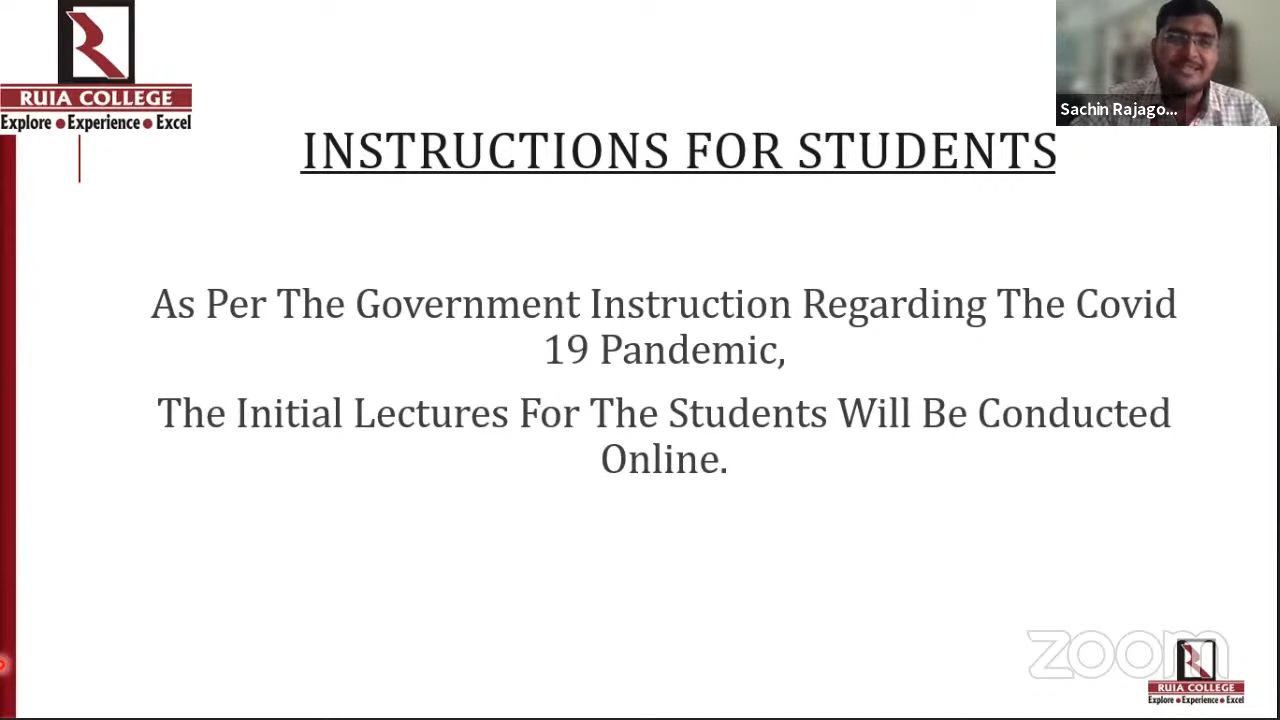 RUIA COLLEGE
Explore ● Experience ● Excel
Sachin Rajago...
INSTRUCTIONS FOR STUDENTS
As Per The Government Instruction Regarding The Covid
19 Pandemic,
The Initial Lectures For The Students Will Be Conducted
Online.
zoom
RUIA COLLEGE
Explore ● Experience ● Excel